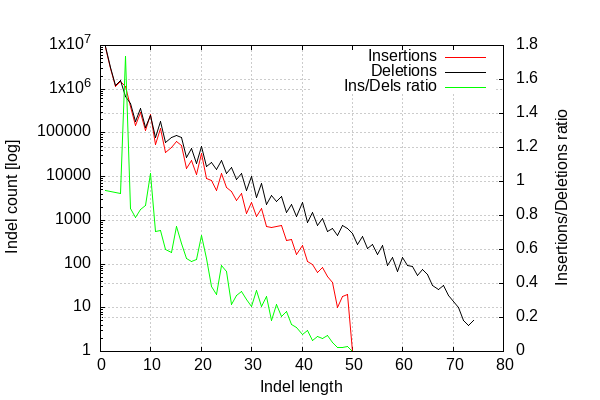 1x10^7
1x10^6
100000
10000
1000
100
10
1
Indel count [log]
Insertions
Deletions
Ins/Dels ratio
1.8
1.6
1.4
1.2
1
0.8
0.6
0.4
0.2
0
Insertions/Deletions ratio
0 10 20 30 40 50 60 70 80
Indel length